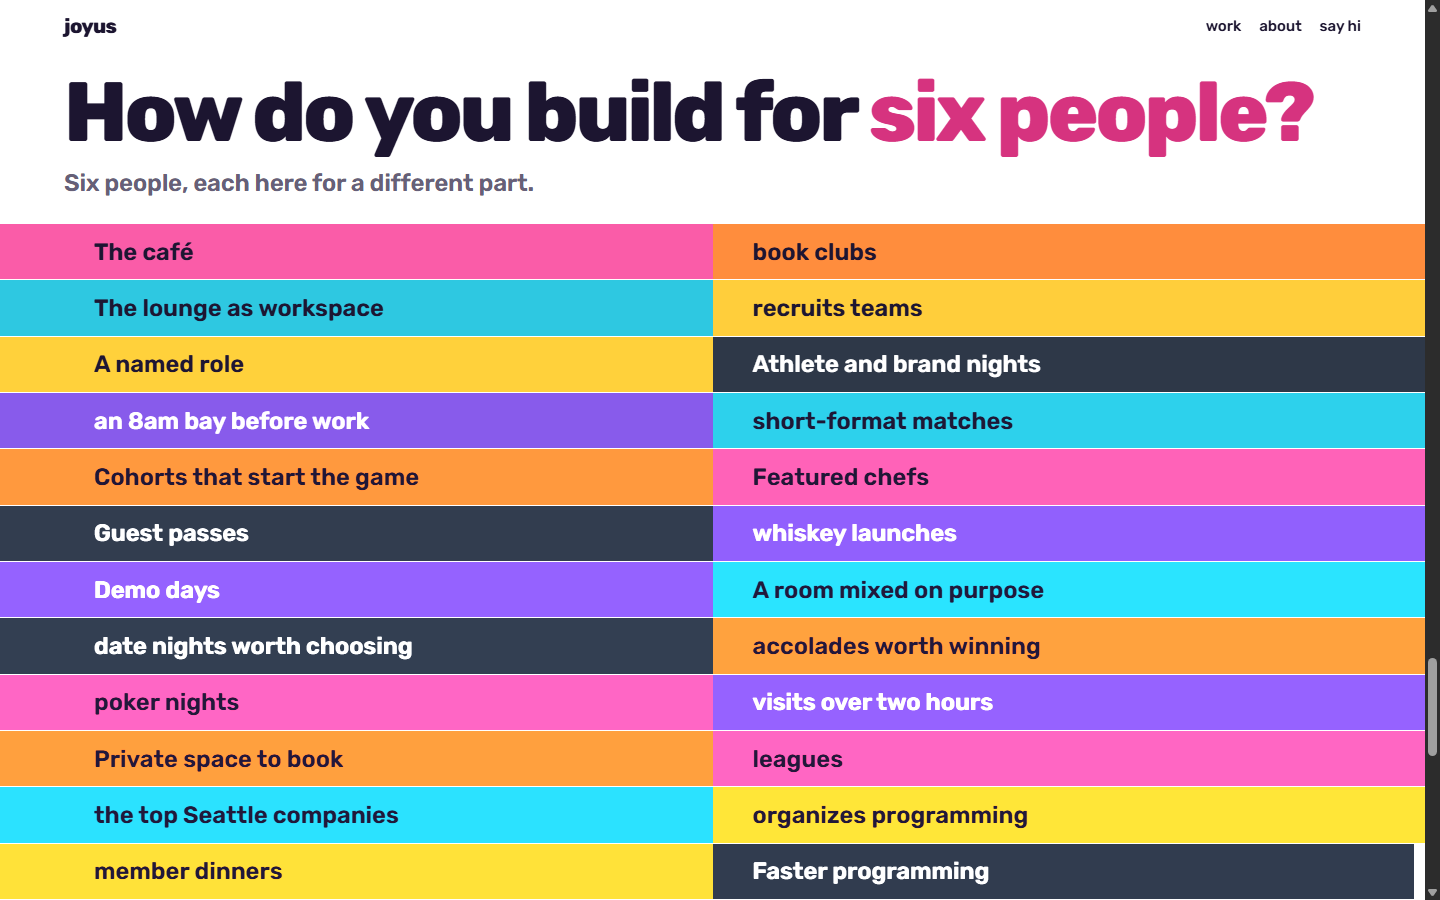 joyus
work about say hi
How do you build for six people?
Six people, each here for a different part.
The café
book clubs
The lounge as workspace
recruits teams
A named role
Athlete and brand nights
an 8am bay before work
short-format matches
Cohorts that start the game
Featured chefs
Guest passes
whiskey launches
Demo days
A room mixed on purpose
date nights worth choosing
accolades worth winning
poker nights
visits over two hours
Private space to book
leagues
the top Seattle companies
organizes programming
member dinners
Faster programming